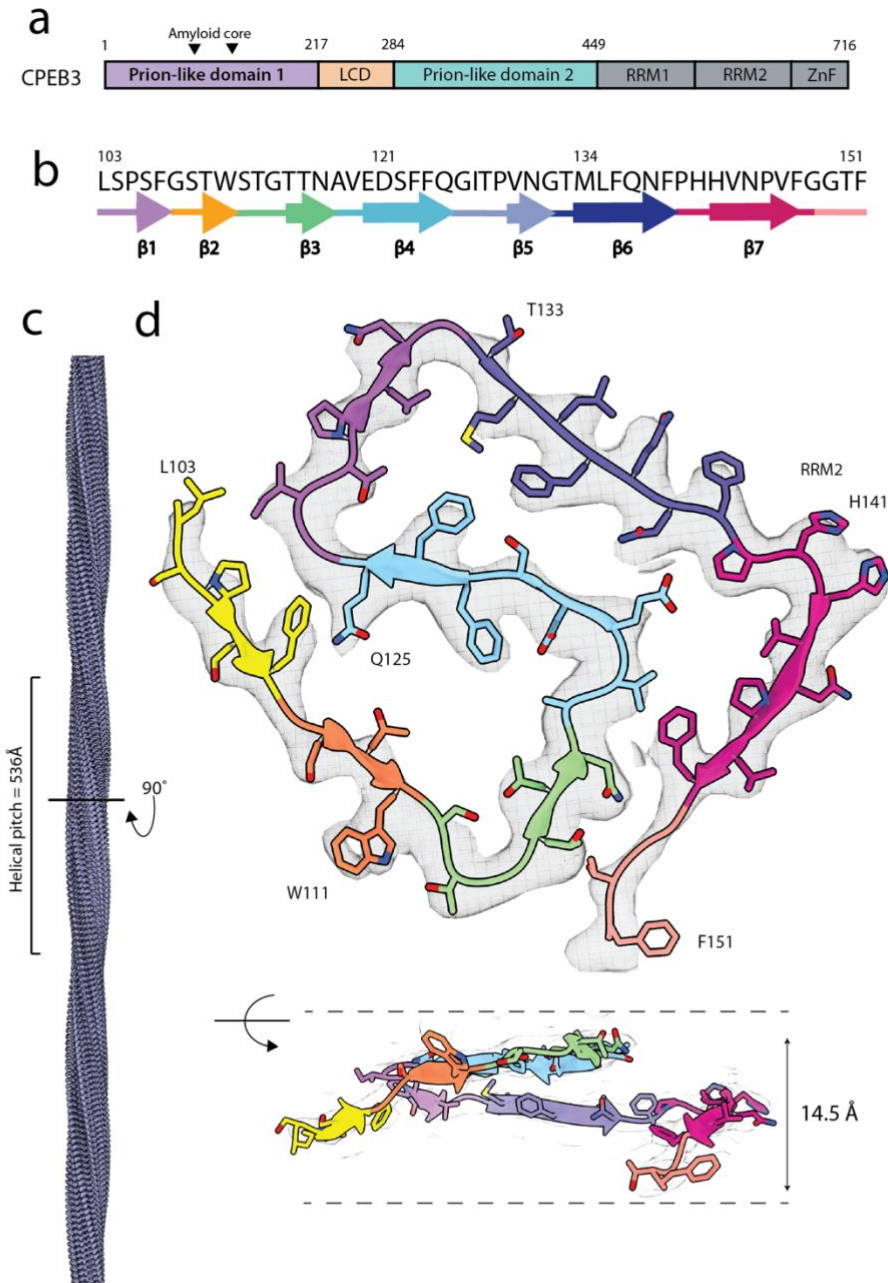 a
Amyloid core
1 217 284 449 716
CPEB3 Prion-like domain 1 LCD Prion-like domain 2 RRM1 RRM2 ZnF
b
103 121 134 151
LSPSFGSTWSTGTTNAVEDSFFQGITPVNGTMLFQNFPHHVNPVFGGTF
β1 β2 β3 β4 β5 β6 β7
c d
T133
L103
RRM2
H141
Q125
Helical pitch = 536Å
90°
W111
F151
14.5 Å